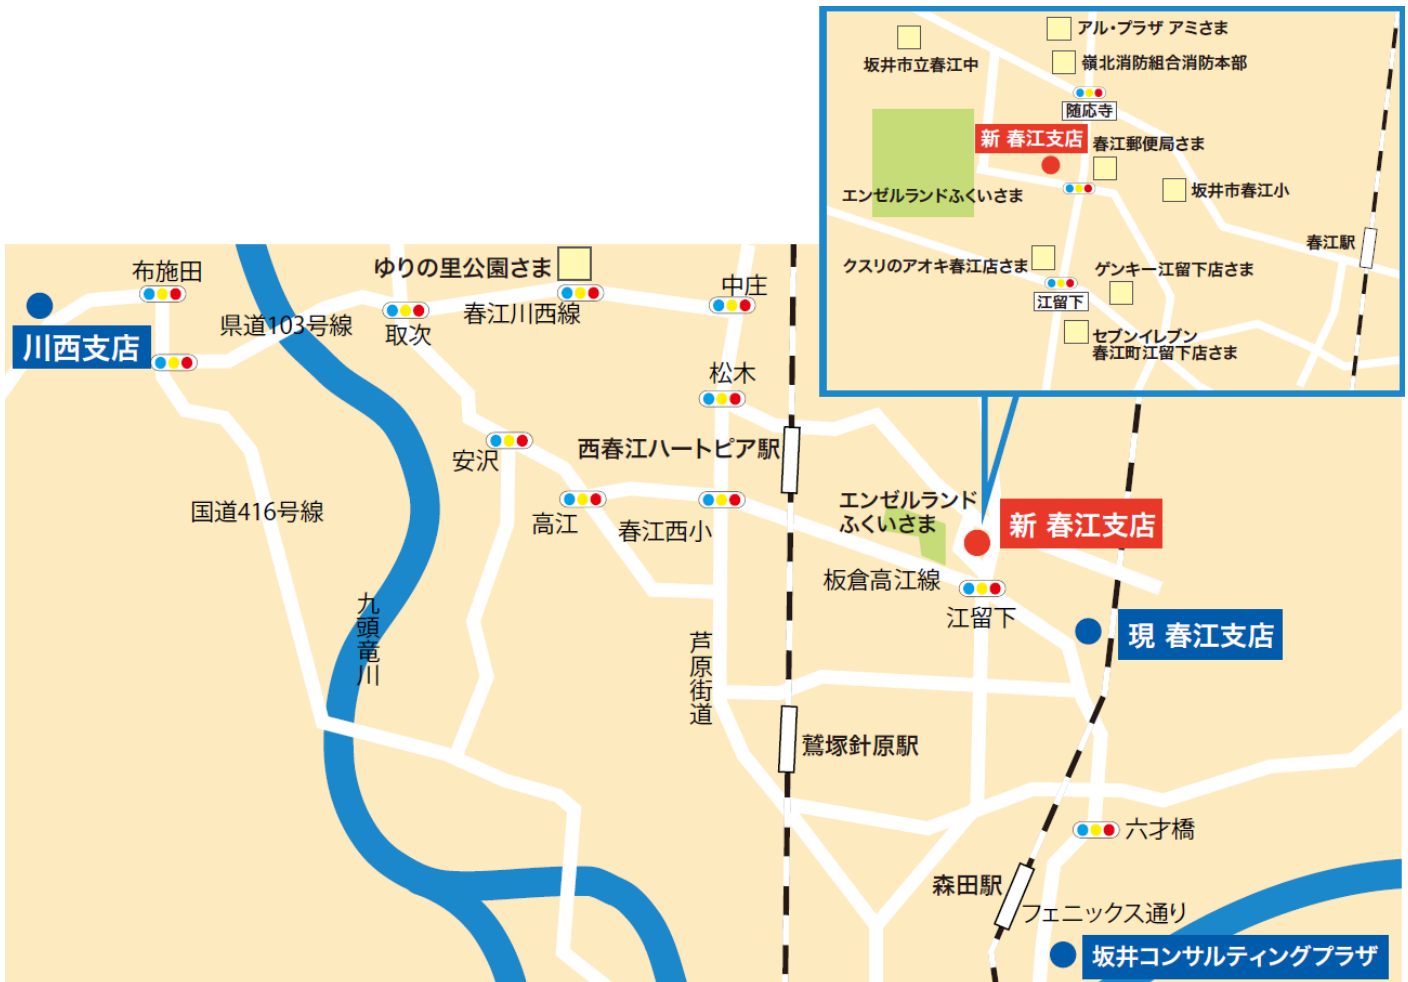 アル・プラザ アミさま
坂井市立春江中
嶺北消防組合消防本部
随応寺
新 春江支店
春江郵便局さま
エンゼルランドふくいさま
坂井市春江小
春江駅
クスリのアオキ春江店さま
ゲンキー江留下店さま
江留下
セブンイレブン
春江町江留下店さま
布施田
ゆりの里公園さま
中庄
川西支店
県道103号線
取次
春江川西線
松木
安沢
西春江ハートピア駅
国道416号線
高江
春江西小
エンゼルランド
ふくいさま
新 春江支店
板倉高江線
江留下
九頭竜川
芦原街道
現 春江支店
鷲塚針原駅
六才橋
森田駅
フェニックス通り
坂井コンサルティングプラザ